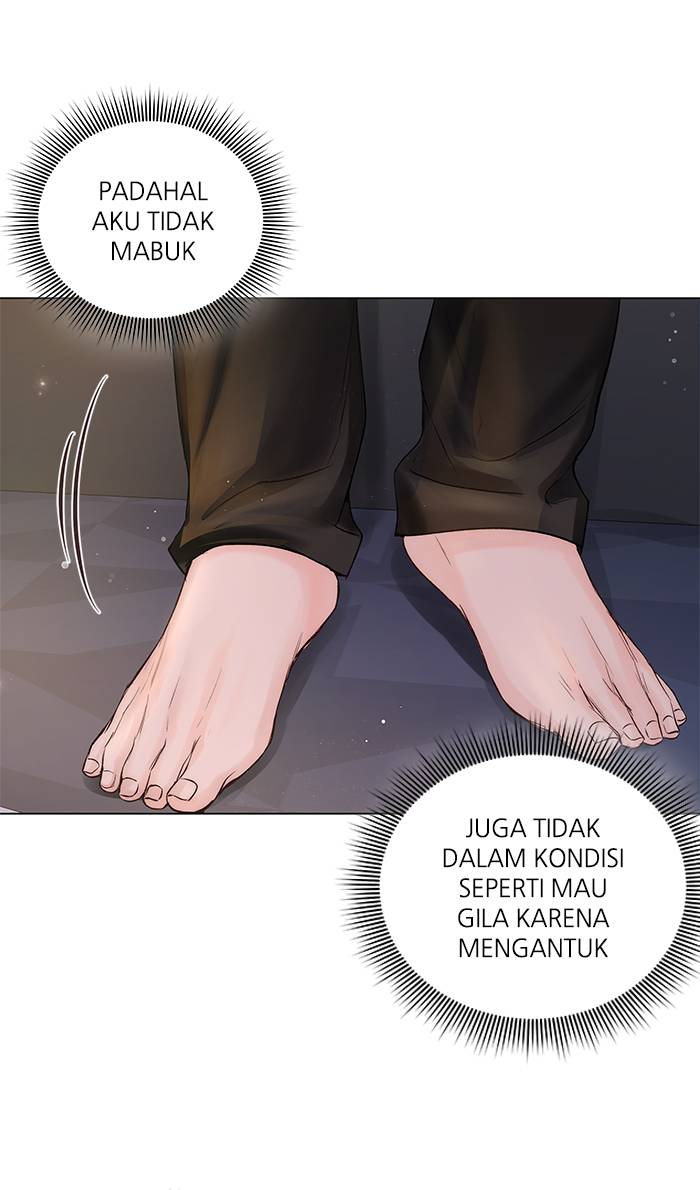 PADAHAL
AKU TIDAK
MABUK
JUGA TIDAK
DALAM KONDISI
SEPERTI MAU
GILA KARENA
MENGANTUK